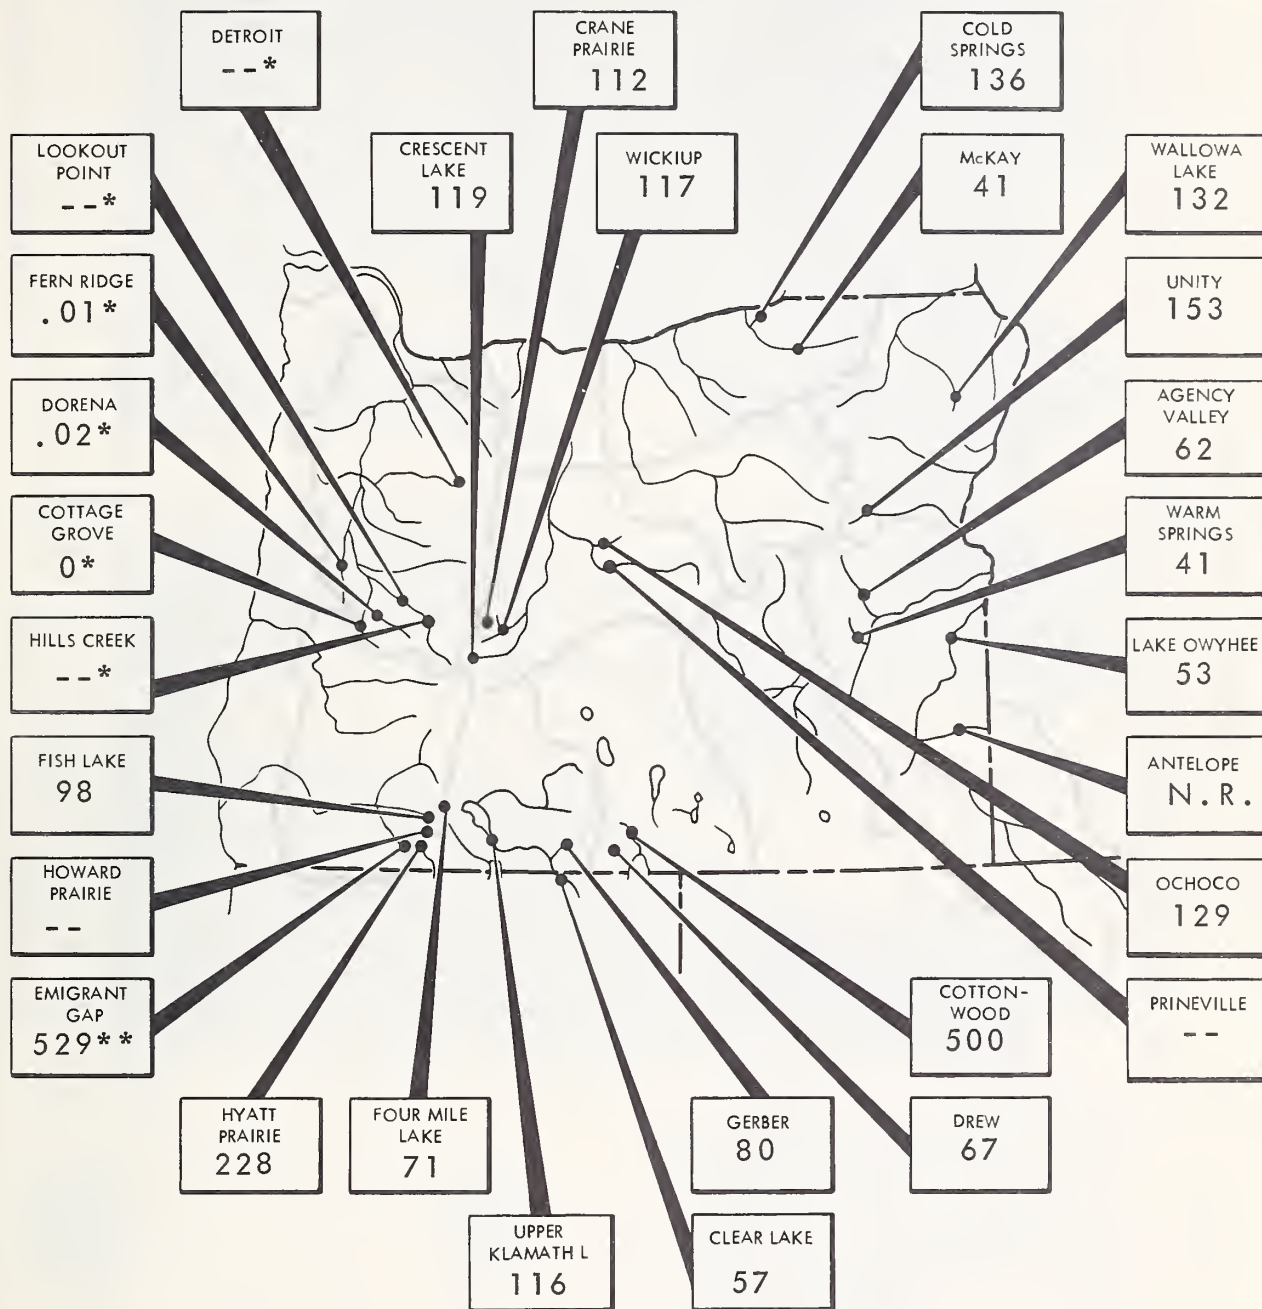 DETROIT
--*
CRANE
PRAIRIE
112
COLD
SPRINGS
136
LOOKOUT
POINT
--*
CRESCENT
LAKE
119
WICKIUP
117
McKAY
41
WALLOWA
LAKE
132
FERN RIDGE
.01*
UNITY
153
DORENA
.02*
AGENCY
VALLEY
62
COTTAGE
GROVE
0*
WARM
SPRINGS
41
HILLS CREEK
--*
LAKE OWYHEE
53
FISH LAKE
98
ANTELOPE
N.R.
HOWARD
PRAIRIE
--
OCHOCO
129
EMIGRANT
GAP
529**
COTTON-
WOOD
500
PRINEVILLE
--
HYATT
PRAIRIE
228
FOUR MILE
LAKE
71
GERBER
80
DREW
67
UPPER
KLAMATH L
116
CLEAR LAKE
57